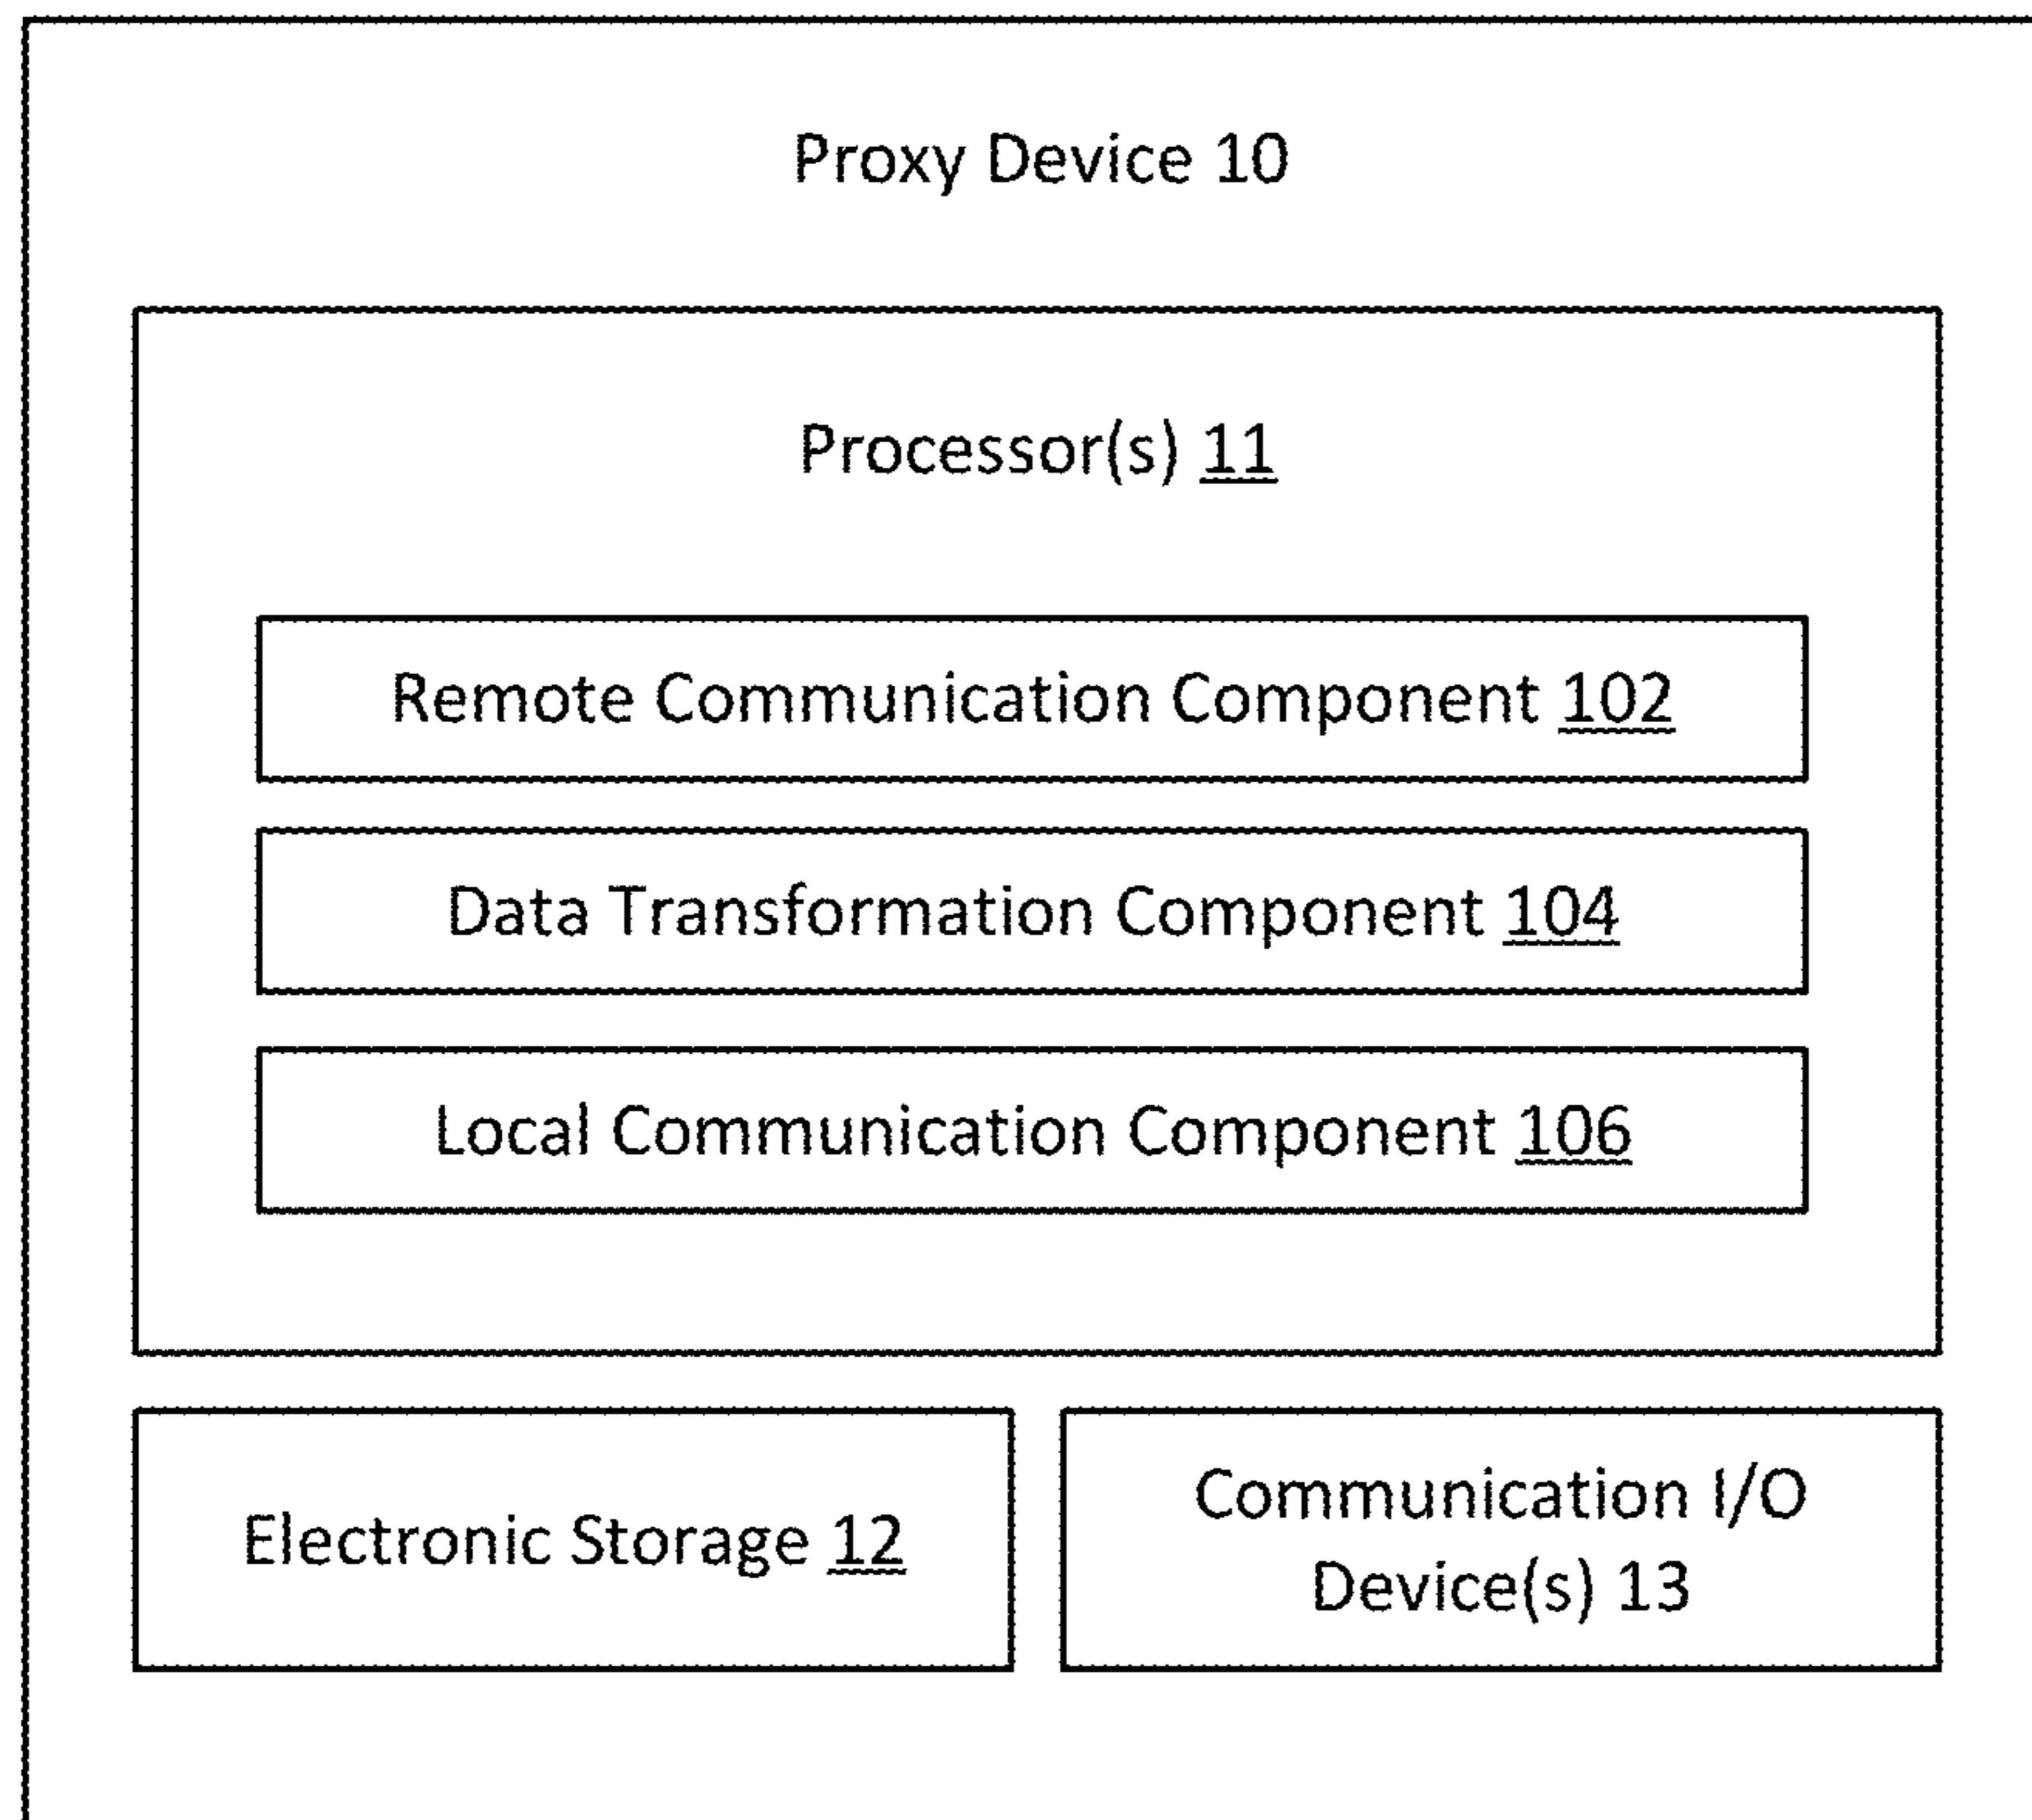 Proxy Device 10
Processor(s) 11
Remote Communication Component 102
Data Transformation Component 104
Local Communication Component 106
Electronic Storage 12
Communication I/O
Device(s) 13